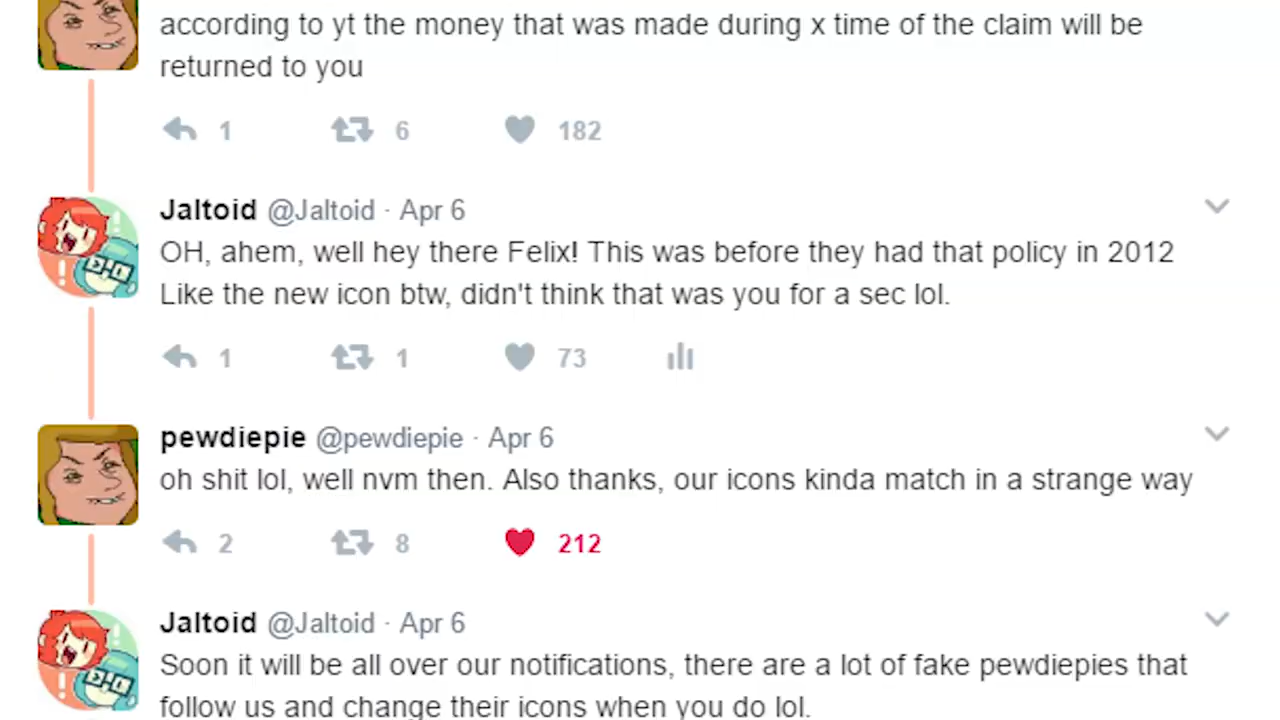 according to yt the money that was made during x time of the claim will be
returned to you
1 6 182
Jaltoid @Jaltoid · Apr 6
OH, ahem, well hey there Felix! This was before they had that policy in 2012
Like the new icon btw, didn't think that was you for a sec lol.
1 1 73
pewdiepie @pewdiepie · Apr 6
oh shit lol, well nvm then. Also thanks, our icons kinda match in a strange way
2 8 212
Jaltoid @Jaltoid · Apr 6
Soon it will be all over our notifications, there are a lot of fake pewdiepies that
follow us and change their icons when you do lol.